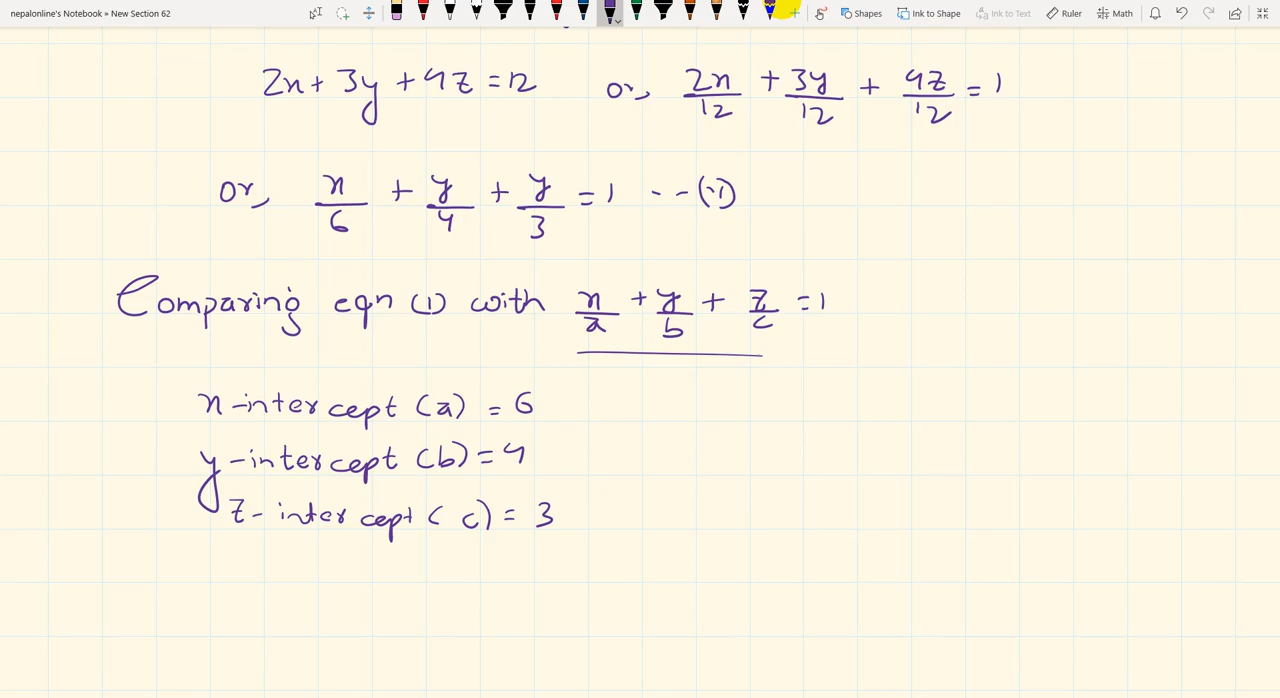 nepalonline's Notebook » New Section 62
Shapes Ink to Shape Ink to Text Ruler Math
2x + 3y + 4z = 12 or, 2x/12 + 3y/12 + 4z/12 = 1
or, x/6 + y/4 + y/3 = 1 --(1)
Comparing eqn (1) with x/a + y/b + z/c = 1
x-intercept (a) = 6
y-intercept (b) = 4
z-intercept (c) = 3